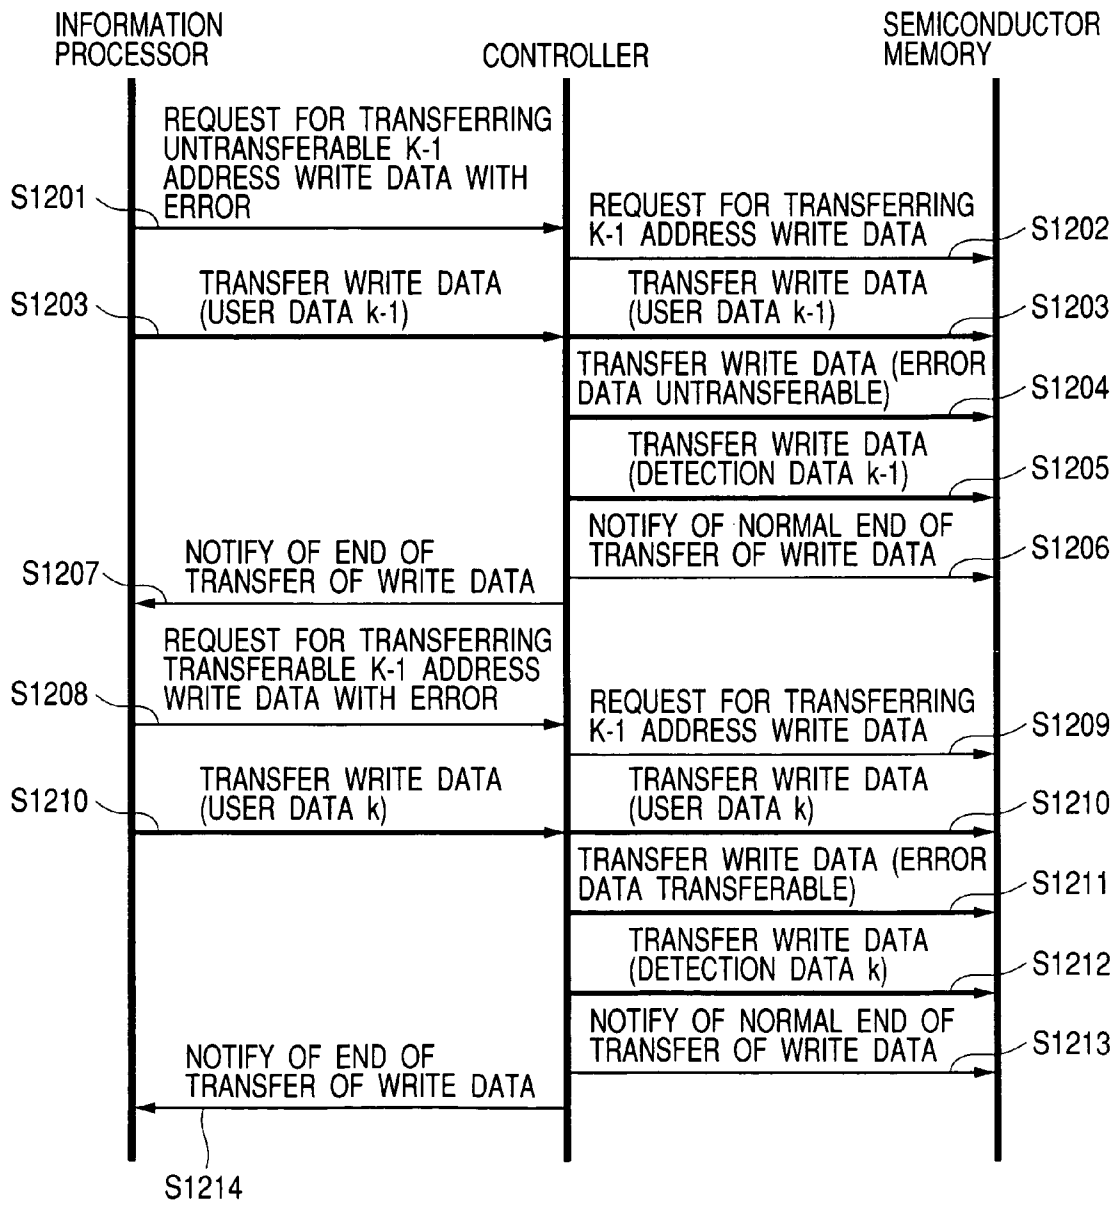 INFORMATION
PROCESSOR
CONTROLLER
SEMICONDUCTOR
MEMORY
REQUEST FOR TRANSFERRING
UNTRANSFERABLE K-1
ADDRESS WRITE DATA WITH
ERROR
S1201
REQUEST FOR TRANSFERRING
K-1 ADDRESS WRITE DATA
S1202
TRANSFER WRITE DATA
(USER DATA k-1)
S1203
TRANSFER WRITE DATA
(USER DATA k-1)
S1203
TRANSFER WRITE DATA (ERROR
DATA UNTRANSFERABLE)
S1204
TRANSFER WRITE DATA
(DETECTION DATA k-1)
S1205
NOTIFY OF NORMAL END OF
TRANSFER OF WRITE DATA
S1206
NOTIFY OF END OF
TRANSFER OF WRITE DATA
S1207
REQUEST FOR TRANSFERRING
TRANSFERABLE K-1 ADDRESS
WRITE DATA WITH ERROR
S1208
REQUEST FOR TRANSFERRING
K-1 ADDRESS WRITE DATA
S1209
TRANSFER WRITE DATA
(USER DATA k)
S1210
TRANSFER WRITE DATA
(USER DATA k)
S1210
TRANSFER WRITE DATA (ERROR
DATA TRANSFERABLE)
S1211
TRANSFER WRITE DATA
(DETECTION DATA k)
S1212
NOTIFY OF NORMAL END OF
TRANSFER OF WRITE DATA
S1213
NOTIFY OF END OF
TRANSFER OF WRITE DATA
S1214